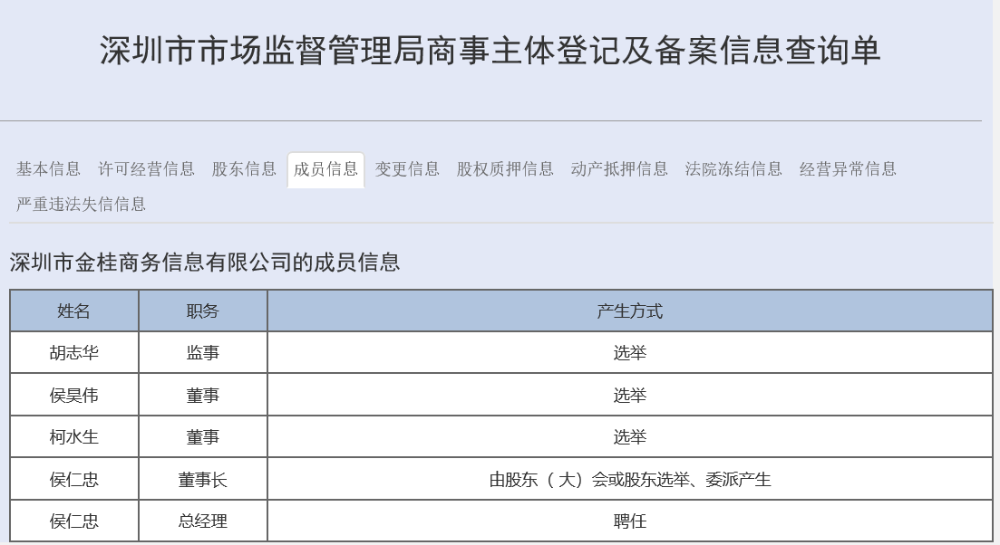 深圳市市场监督管理局商事主体登记及备案信息查询单
基本信息 许可经营信息 股东信息 成员信息 变更信息 股权质押信息 动产抵押信息 法院冻结信息 经营异常信息
严重违法失信信息
深圳市金桂商务信息有限公司的成员信息
姓名 职务 产生方式
胡志华 监事 选举
侯昊伟 董事 选举
柯水生 董事 选举
侯仁忠 董事长 由股东（大）会或股东选举、委派产生
侯仁忠 总经理 聘任